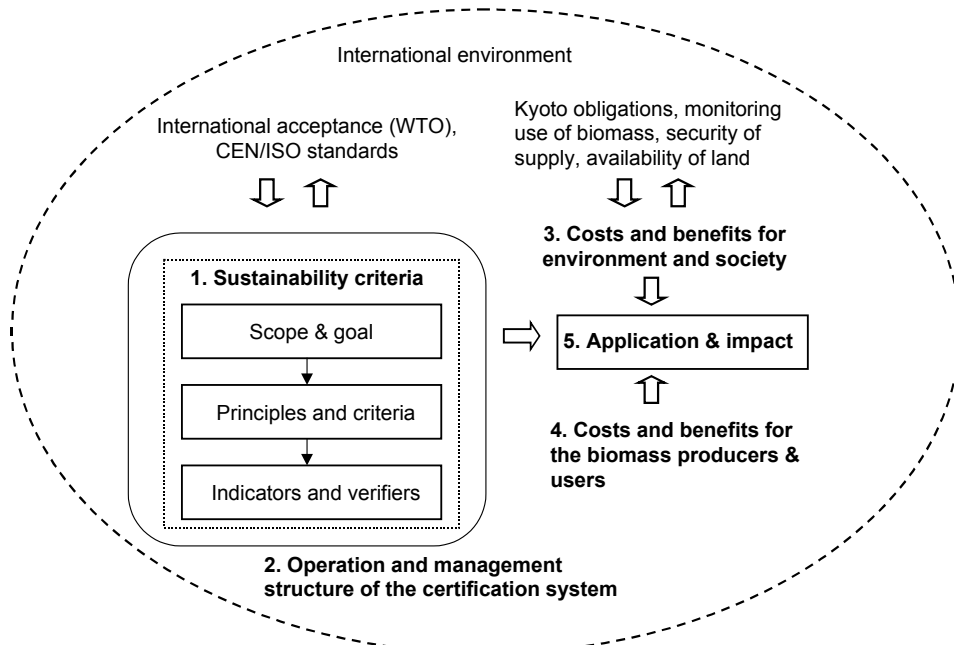 International environment
International acceptance (WTO),
CEN/ISO standards
Kyoto obligations, monitoring
use of biomass, security of
supply, availability of land
1. Sustainability criteria
Scope & goal
Principles and criteria
Indicators and verifiers
2. Operation and management
structure of the certification system
3. Costs and benefits for
environment and society
5. Application & impact
4. Costs and benefits for
the biomass producers &
users